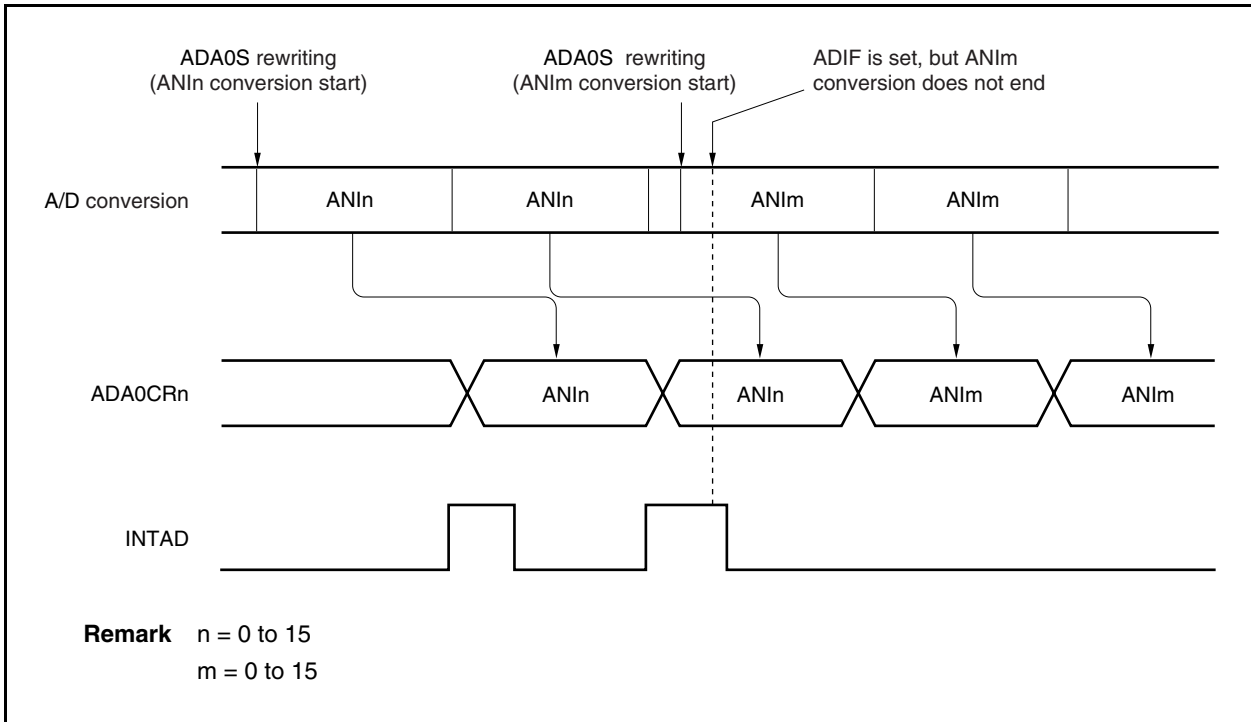 ADA0S rewriting
(ANIn conversion start)
ADA0S rewriting
(ANIm conversion start)
ADIF is set, but ANIm
conversion does not end
A/D conversion
ANIn
ANIn
ANIm
ANIm
ADA0CRn
ANIn
ANIn
ANIm
ANIm
INTAD
Remark n = 0 to 15
m = 0 to 15